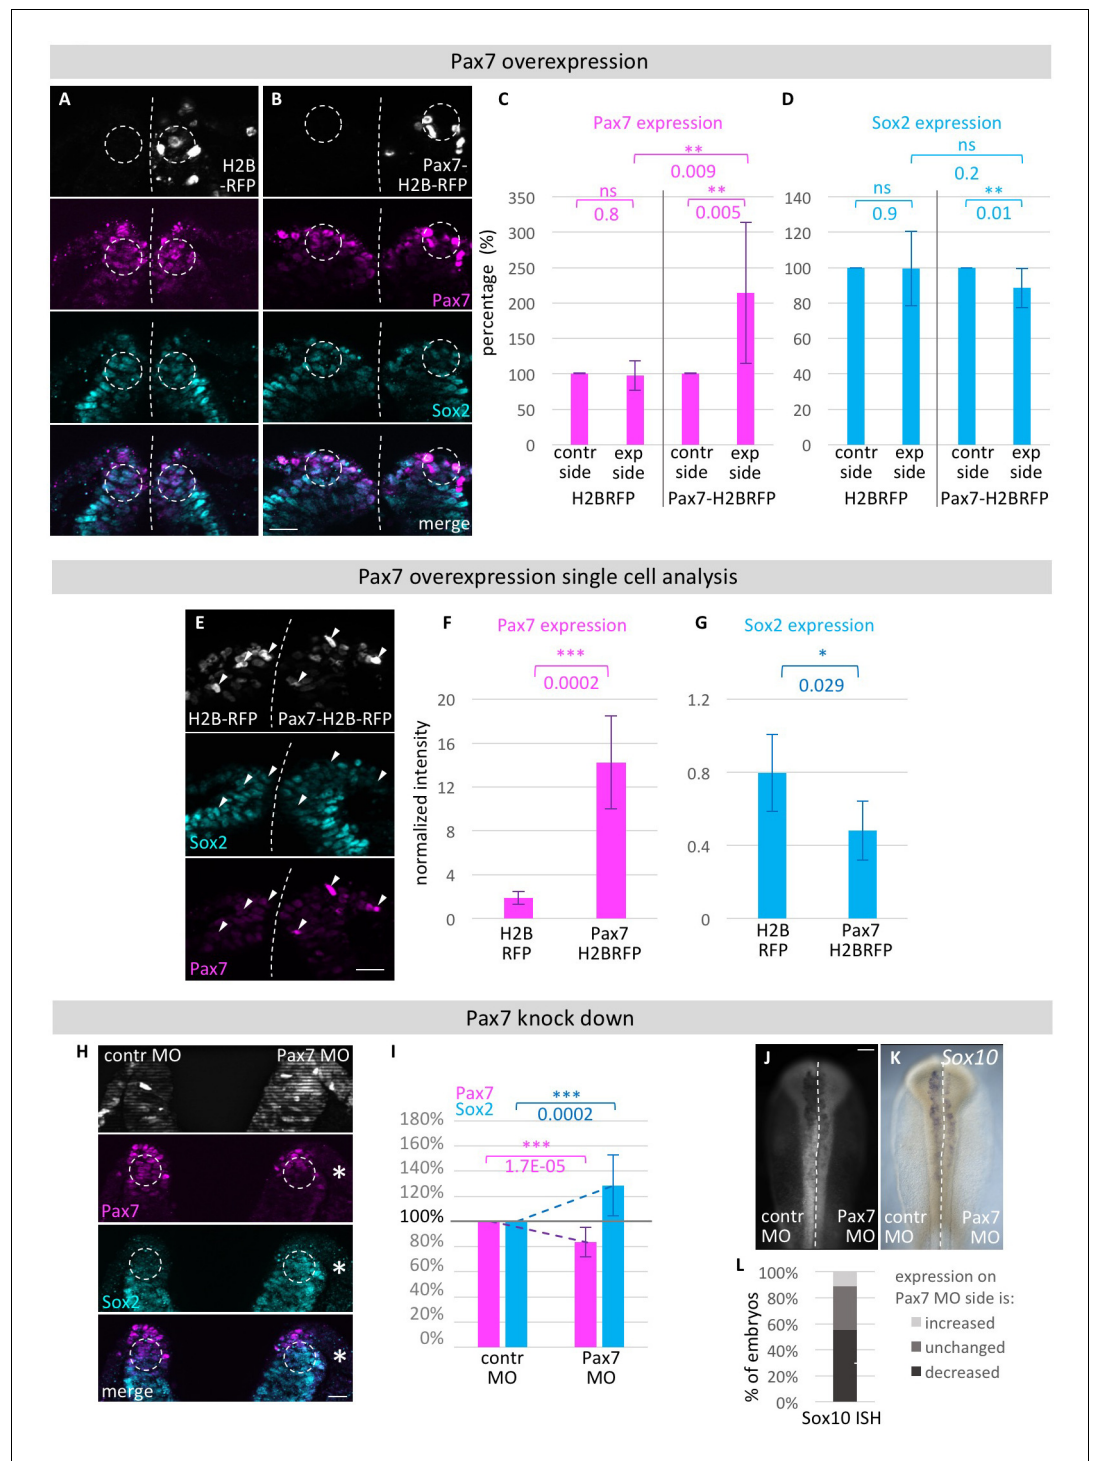 Pax7 overexpression
A
H2B
-RFP
Pax7
Sox2
merge
B
Pax7-
H2B-RFP
C
Pax7 expression
**
0.009
ns
0.8
**
0.005
percentage (%)
350
300
250
200
150
100
50
0
contr side
exp side
contr side
exp side
H2BRFP
Pax7-H2BRFP
D
Sox2 expression
ns
0.2
ns
0.9
**
0.01
140
120
100
80
60
40
20
0
contr side
exp side
contr side
exp side
H2BRFP
Pax7-H2BRFP
Pax7 overexpression single cell analysis
E
H2B-RFP
Pax7-H2B-RFP
Sox2
Pax7
F
Pax7 expression
***
0.0002
normalized intensity
20
16
12
8
4
0
H2B RFP
Pax7 H2BRFP
G
Sox2 expression
*
0.029
1.2
0.8
0.4
0
H2B RFP
Pax7 H2BRFP
Pax7 knock down
H
contr MO
Pax7 MO
Pax7
*
Sox2
*
merge
*
I
Pax7
Sox2
***
0.0002
***
1.7E-05
180%
160%
140%
120%
100%
80%
60%
40%
20%
0%
contr MO
Pax7 MO
J
contr MO
Pax7 MO
K
Sox10
contr MO
Pax7 MO
L
% of embryos
100%
80%
60%
40%
20%
0%
Sox10 ISH
expression on
Pax7 MO side is:
increased
unchanged
decreased